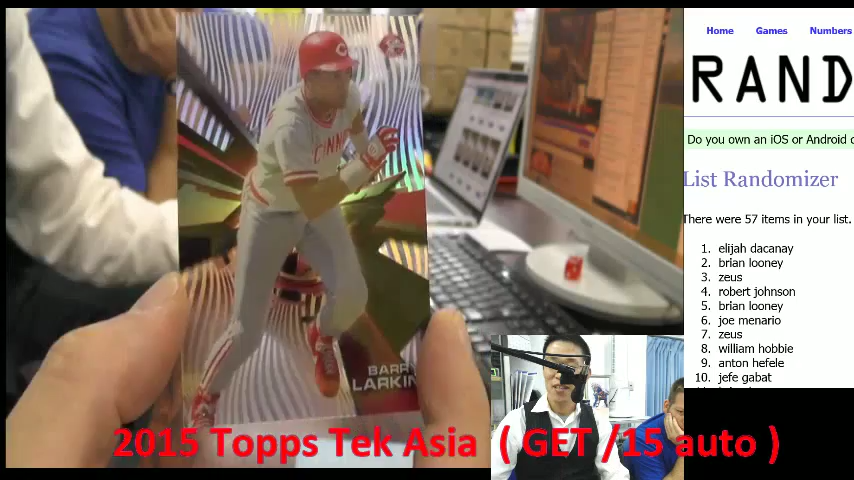 Home Games Numbers
RAND
Do you own an iOS or Android
List Randomizer
There were 57 items in your list.
1. elijah dacanay
2. brian looney
3. zeus
4. robert johnson
5. brian looney
6. joe menario
7. zeus
8. william hobbie
9. anton hefele
10. jefe gabat
CINN
BARRY
LARKIN
2015 Topps Tek Asia ( GET /15 auto )